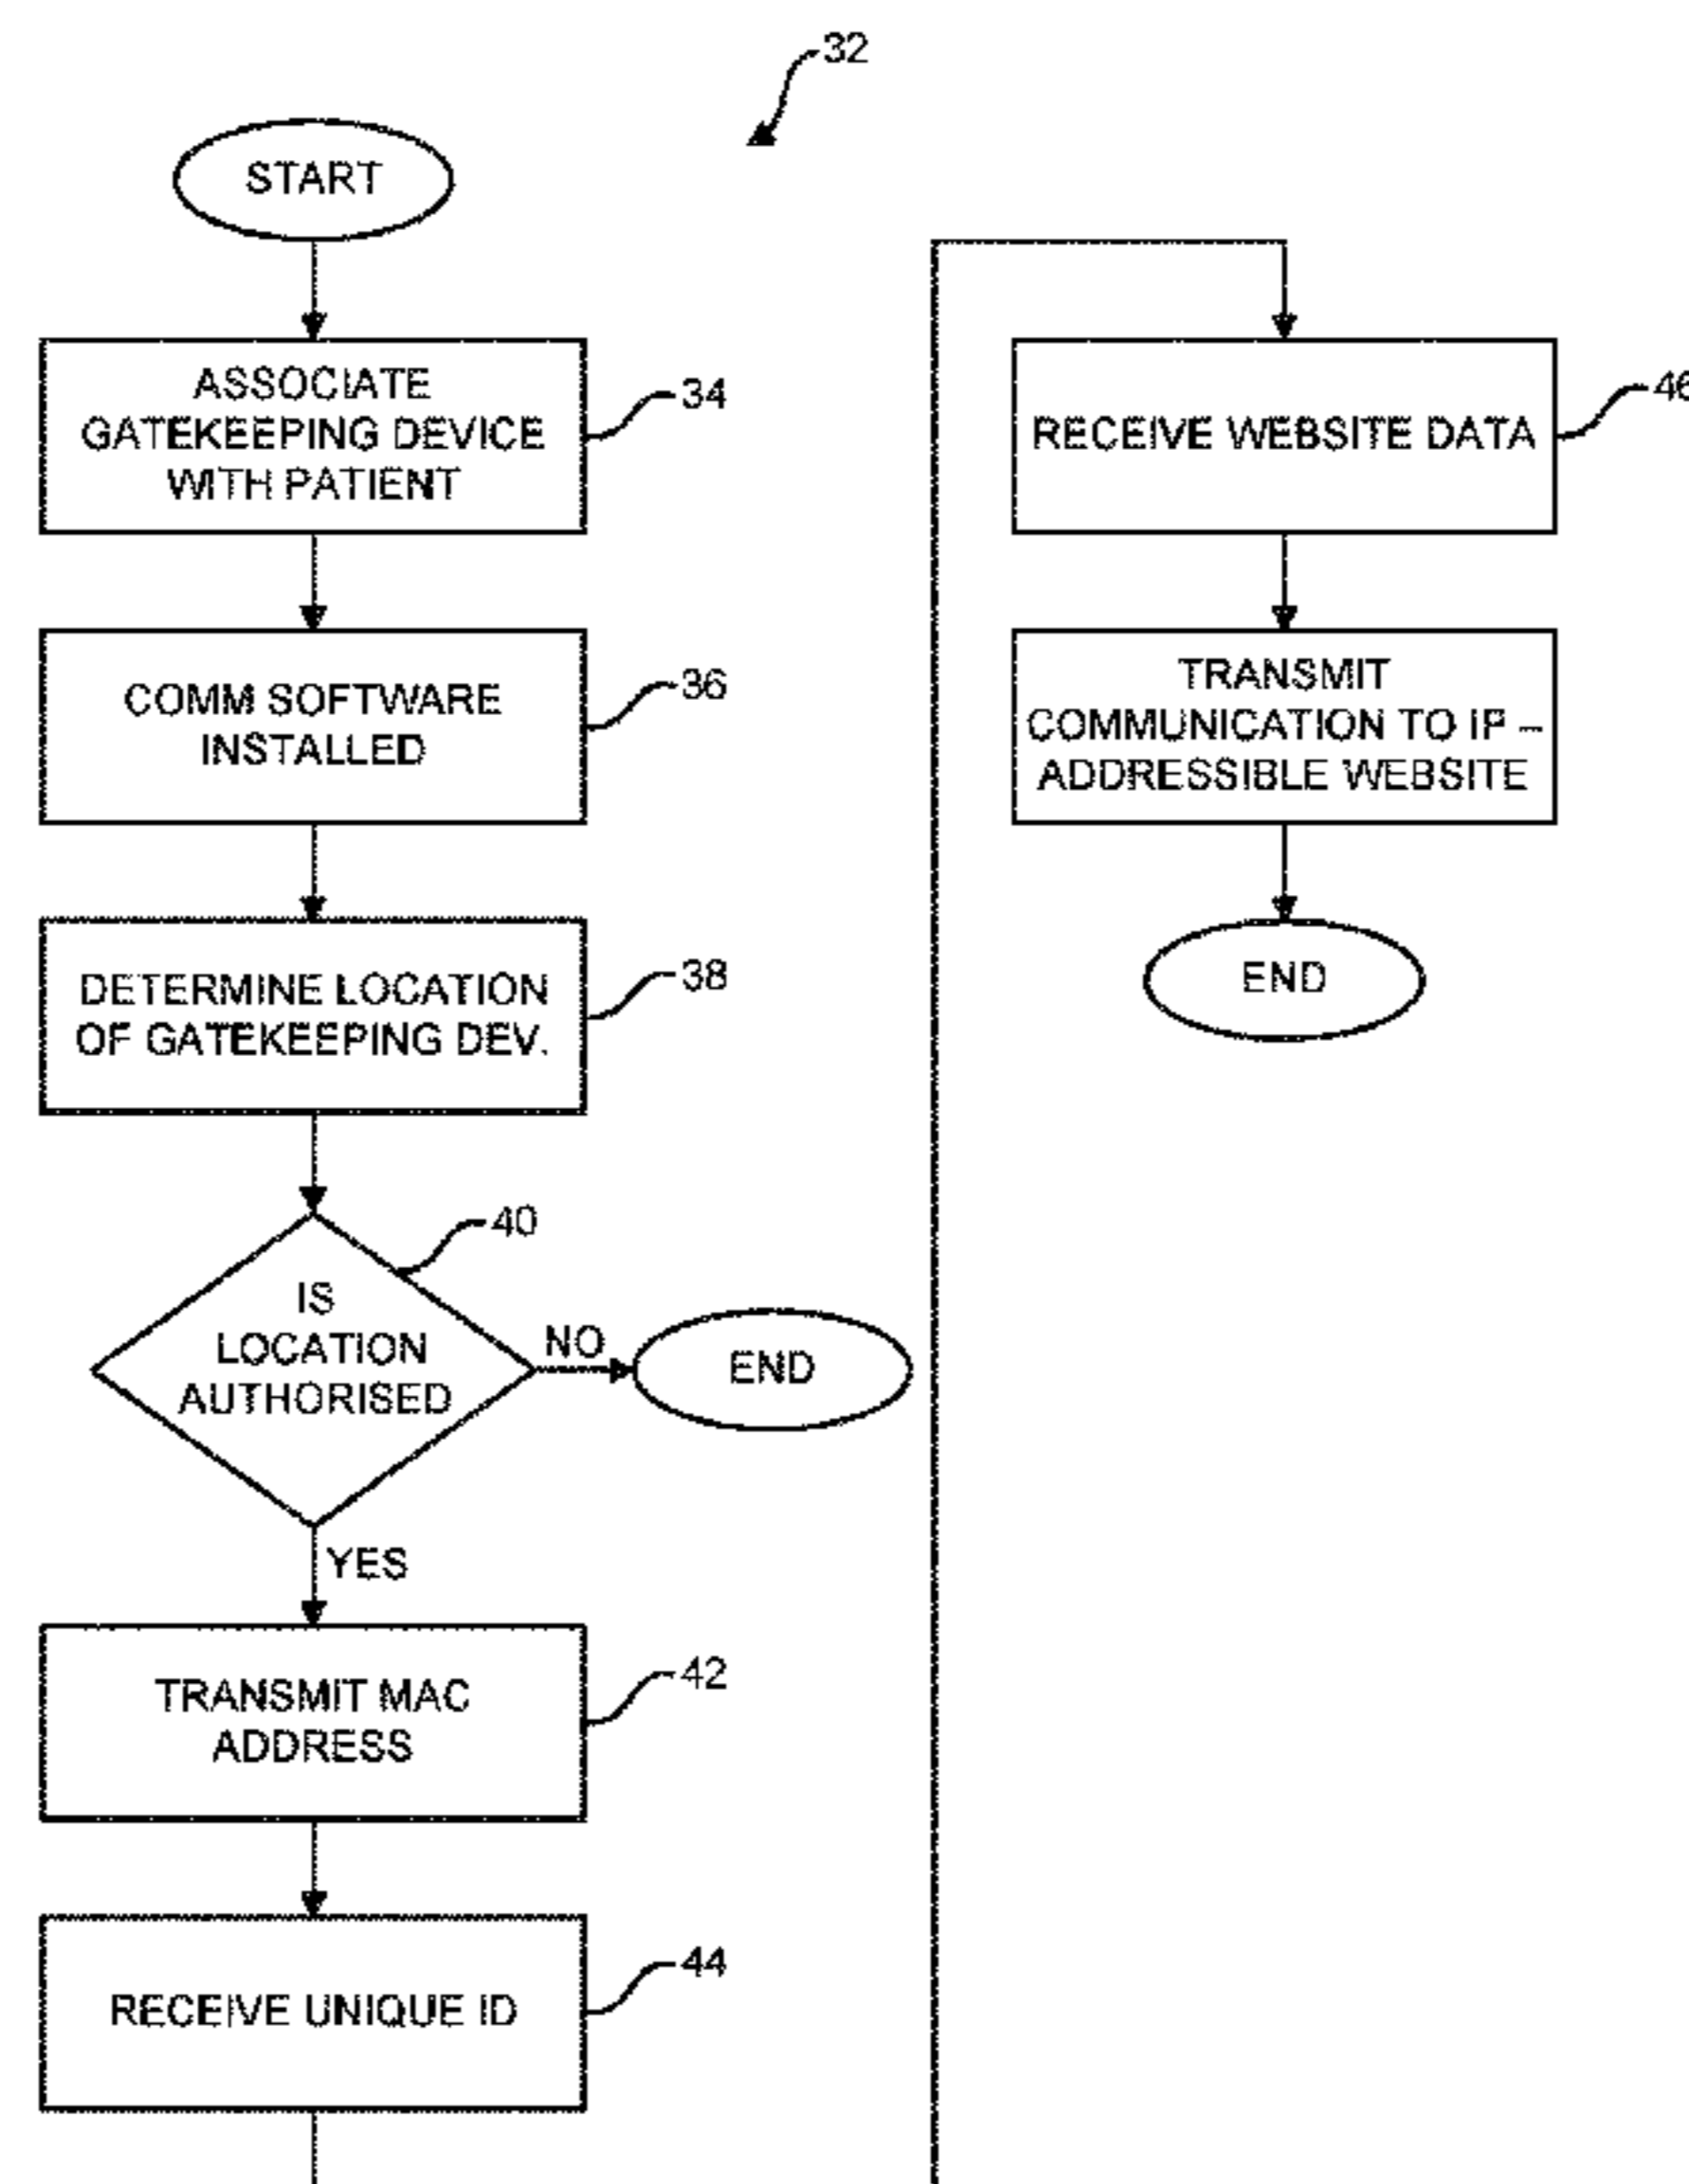 32
START
ASSOCIATE
GATEKEEPING DEVICE
WITH PATIENT
34
COMM SOFTWARE
INSTALLED
36
DETERMINE LOCATION
OF GATEKEEPING DEV.
38
IS
LOCATION
AUTHORISED
40
NO
END
YES
TRANSMIT MAC
ADDRESS
42
RECEIVE UNIQUE ID
44
RECEIVE WEBSITE DATA
46
TRANSMIT
COMMUNICATION TO IP –
ADDRESSIBLE WEBSITE
END